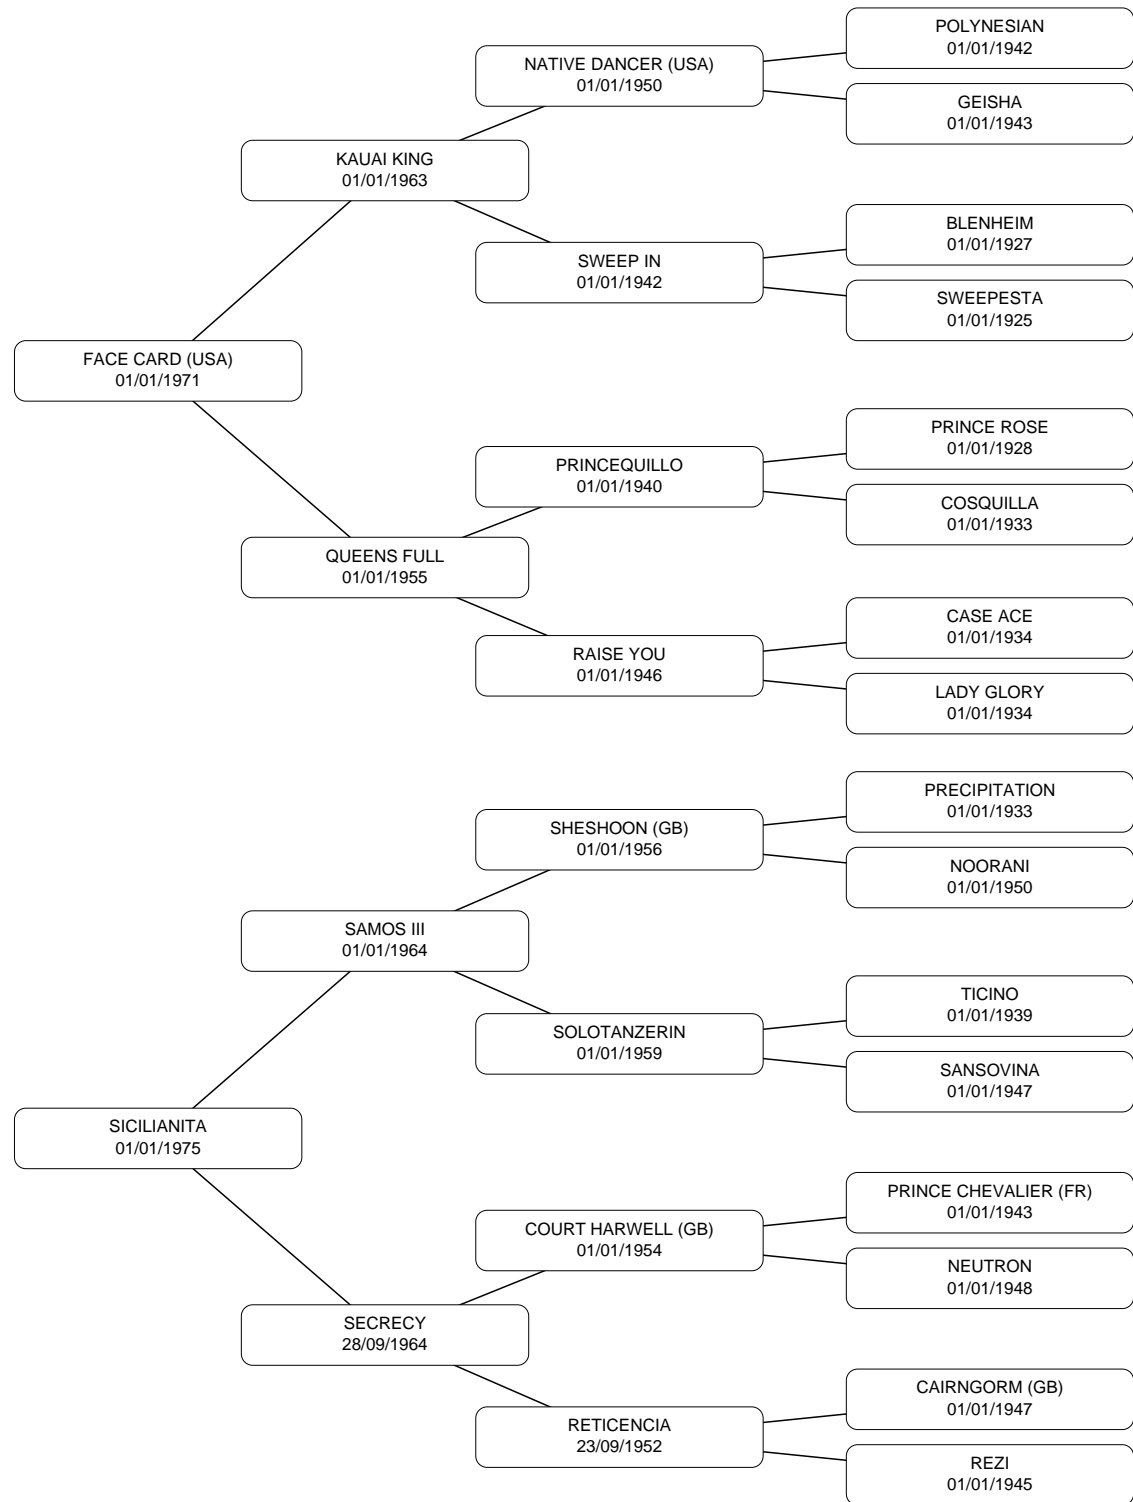 POLYNESIAN
01/01/1942
NATIVE DANCER (USA)
01/01/1950
GEISHA
01/01/1943
KAUAI KING
01/01/1963
BLENHEIM
01/01/1927
SWEEP IN
01/01/1942
SWEEPESTA
01/01/1925
FACE CARD (USA)
01/01/1971
PRINCE ROSE
01/01/1928
PRINCEQUILLO
01/01/1940
COSQUILLA
01/01/1933
QUEENS FULL
01/01/1955
CASE ACE
01/01/1934
RAISE YOU
01/01/1946
LADY GLORY
01/01/1934
PRECIPITATION
01/01/1933
SHESHOON (GB)
01/01/1956
NOORANI
01/01/1950
SAMOS III
01/01/1964
TICINO
01/01/1939
SOLOTANZERIN
01/01/1959
SANSOVINA
01/01/1947
SICILIANITA
01/01/1975
PRINCE CHEVALIER (FR)
01/01/1943
COURT HARWELL (GB)
01/01/1954
NEUTRON
01/01/1948
SECRECY
28/09/1964
CAIRNGORM (GB)
01/01/1947
RETICENCIA
23/09/1952
REZI
01/01/1945